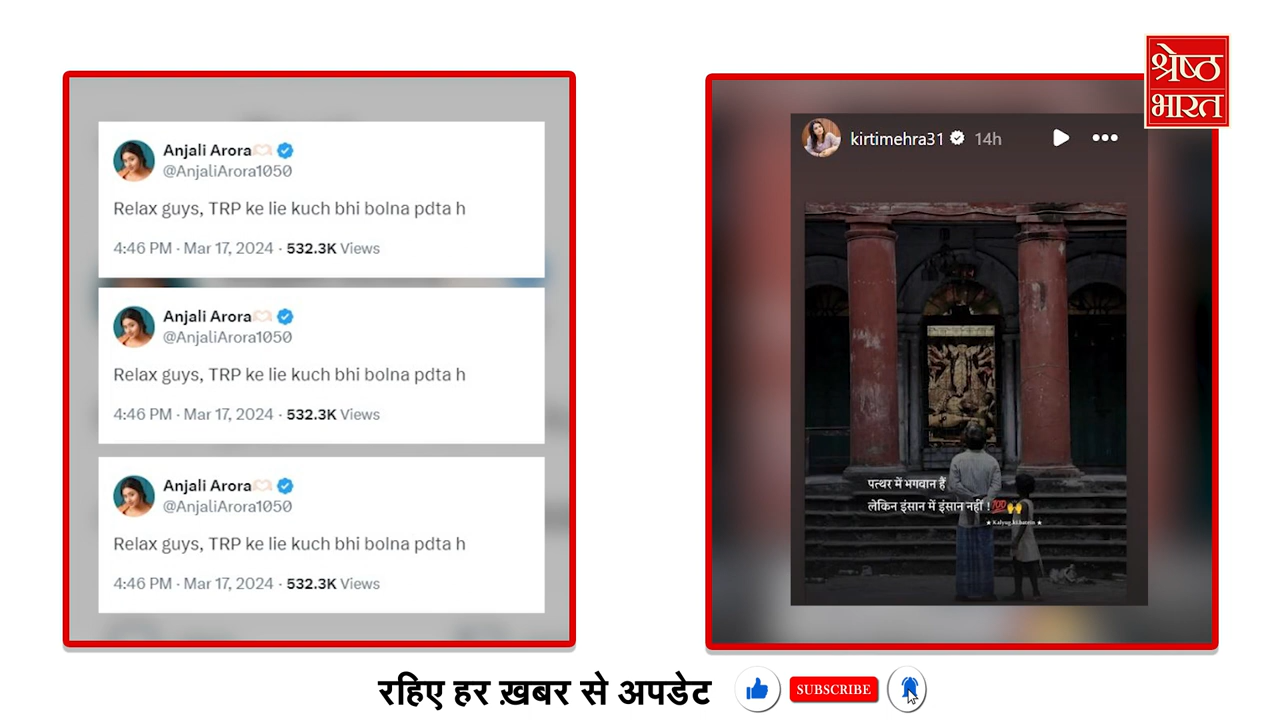 श्रेष्ठ
भारत
Anjali Arora
@AnjaliArora1050
Relax guys, TRP ke lie kuch bhi bolna pdta h
4:46 PM · Mar 17, 2024 · 532.3K Views
Anjali Arora
@AnjaliArora1050
Relax guys, TRP ke lie kuch bhi bolna pdta h
4:46 PM · Mar 17, 2024 · 532.3K Views
Anjali Arora
@AnjaliArora1050
Relax guys, TRP ke lie kuch bhi bolna pdta h
4:46 PM · Mar 17, 2024 · 532.3K Views
kirtimehra31 14h
पत्थर में भगवान हैं
लेकिन इंसान में इंसान नहीं ! 💯🙌
रहिए हर ख़बर से अपडेट
SUBSCRIBE